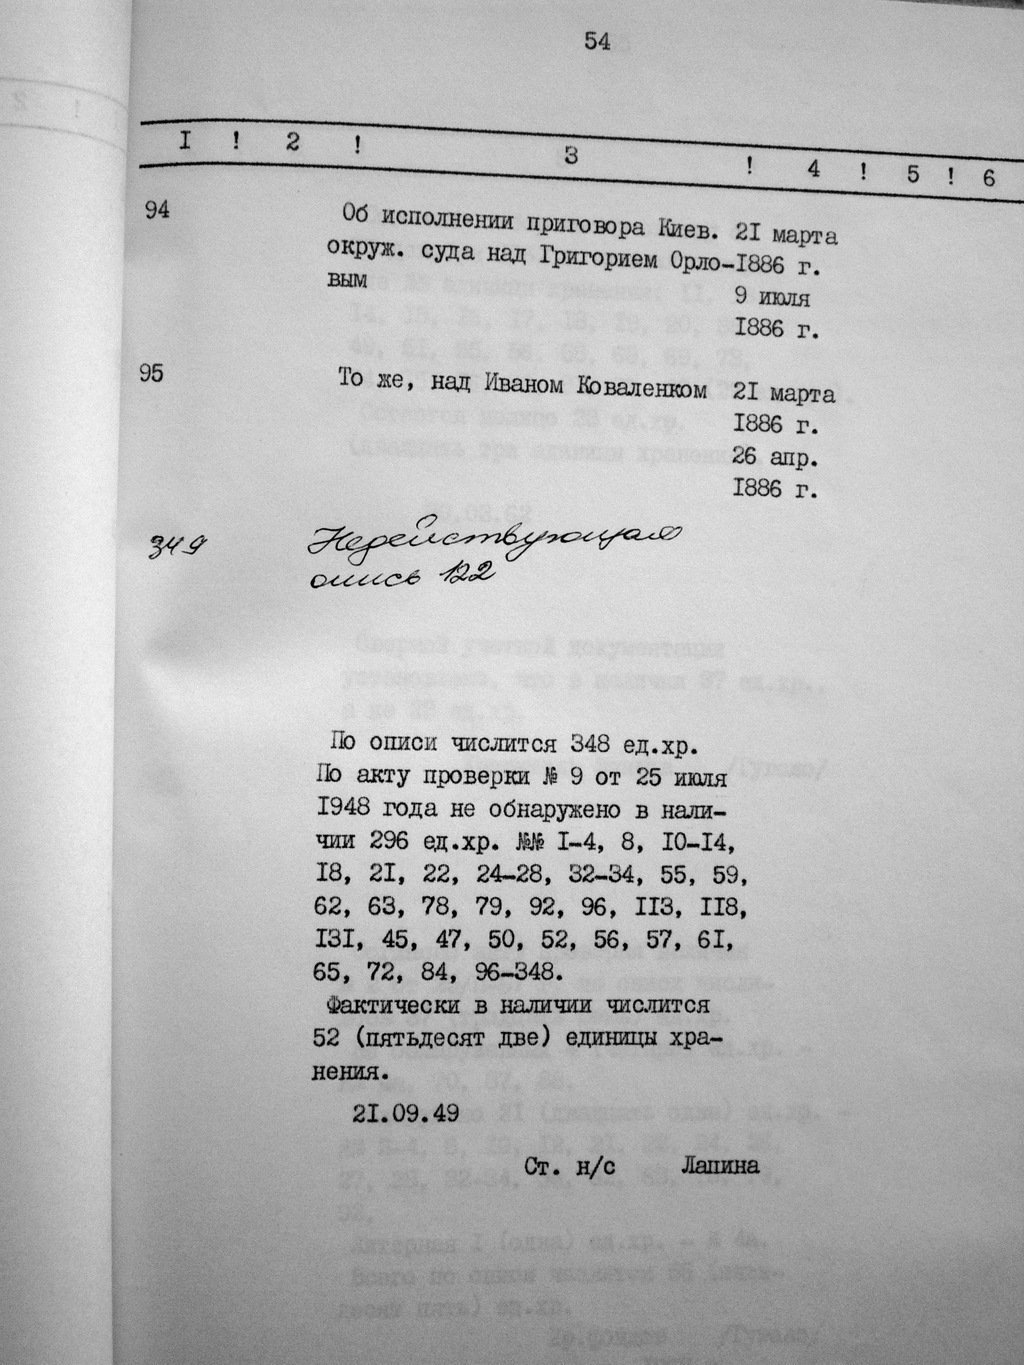 54
I ! 2 ! 3 ! 4 ! 5 ! 6
94 Об исполнении приговора Киев. 2I марта
окруж. суда над Григорием Орло- I886 г.
вым 9 июля
I886 г.
95 То же, над Иваном Коваленком 2I марта
I886 г.
26 апр.
I886 г.
349 Недействующая
опись 122
По описи числится 348 ед.хр.
По акту проверки № 9 от 25 июля
I948 года не обнаружено в нали-
чии 296 ед.хр. №№ I-4, 8, I0-I4,
I8, 2I, 22, 24-28, 32-34, 55, 59,
62, 63, 78, 79, 92, 96, II3, II8,
I3I, 45, 47, 50, 52, 56, 57, 6I,
65, 72, 84, 96-348.
Фактически в наличии числится
52 (пятьдесят две) единицы хра-
нения.
2I.09.49
Ст. н/с Лапина